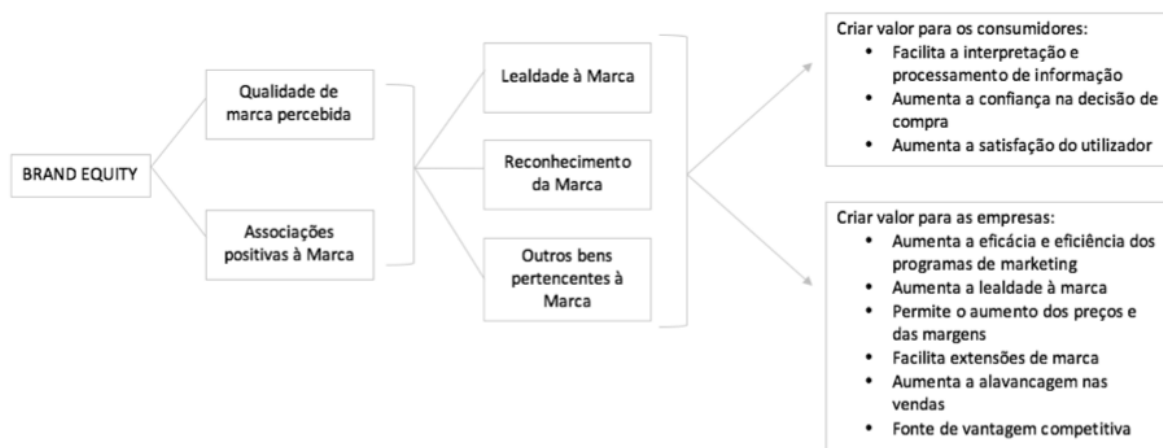 BRAND EQUITY
Qualidade de
marca percebida
Associações
positivas à Marca
Lealdade à Marca
Reconhecimento
da Marca
Outros bens
pertencentes à
Marca
Criar valor para os consumidores:
• Facilita a interpretação e
processamento de informação
• Aumenta a confiança na decisão de
compra
• Aumenta a satisfação do utilizador
Criar valor para as empresas:
• Aumenta a eficácia e eficiência dos
programas de marketing
• Aumenta a lealdade à marca
• Permite o aumento dos preços e
das margens
• Facilita extensões de marca
• Aumenta a alavancagem nas
vendas
• Fonte de vantagem competitiva